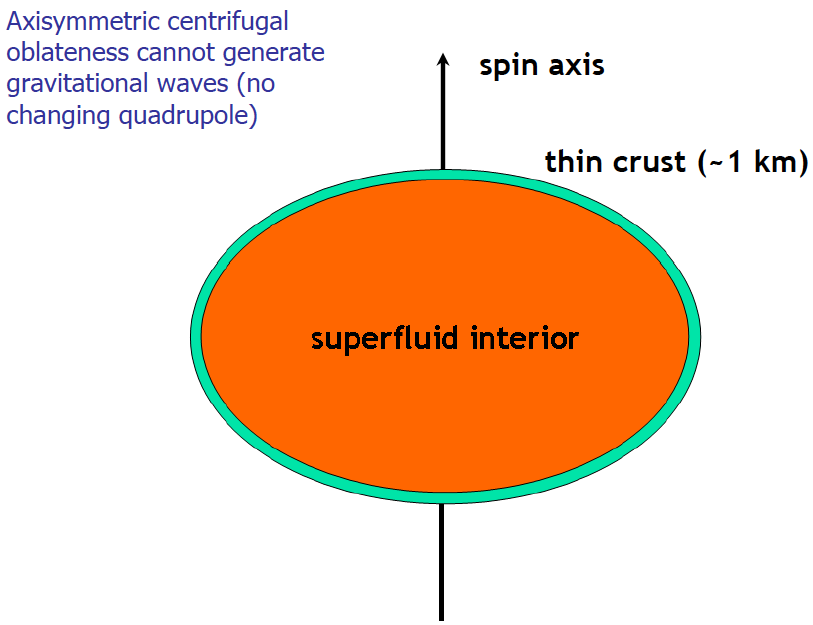 Axisymmetric centrifugal
oblateness cannot generate
gravitational waves (no
changing quadrupole)
spin axis
thin crust (~1 km)
superfluid interior